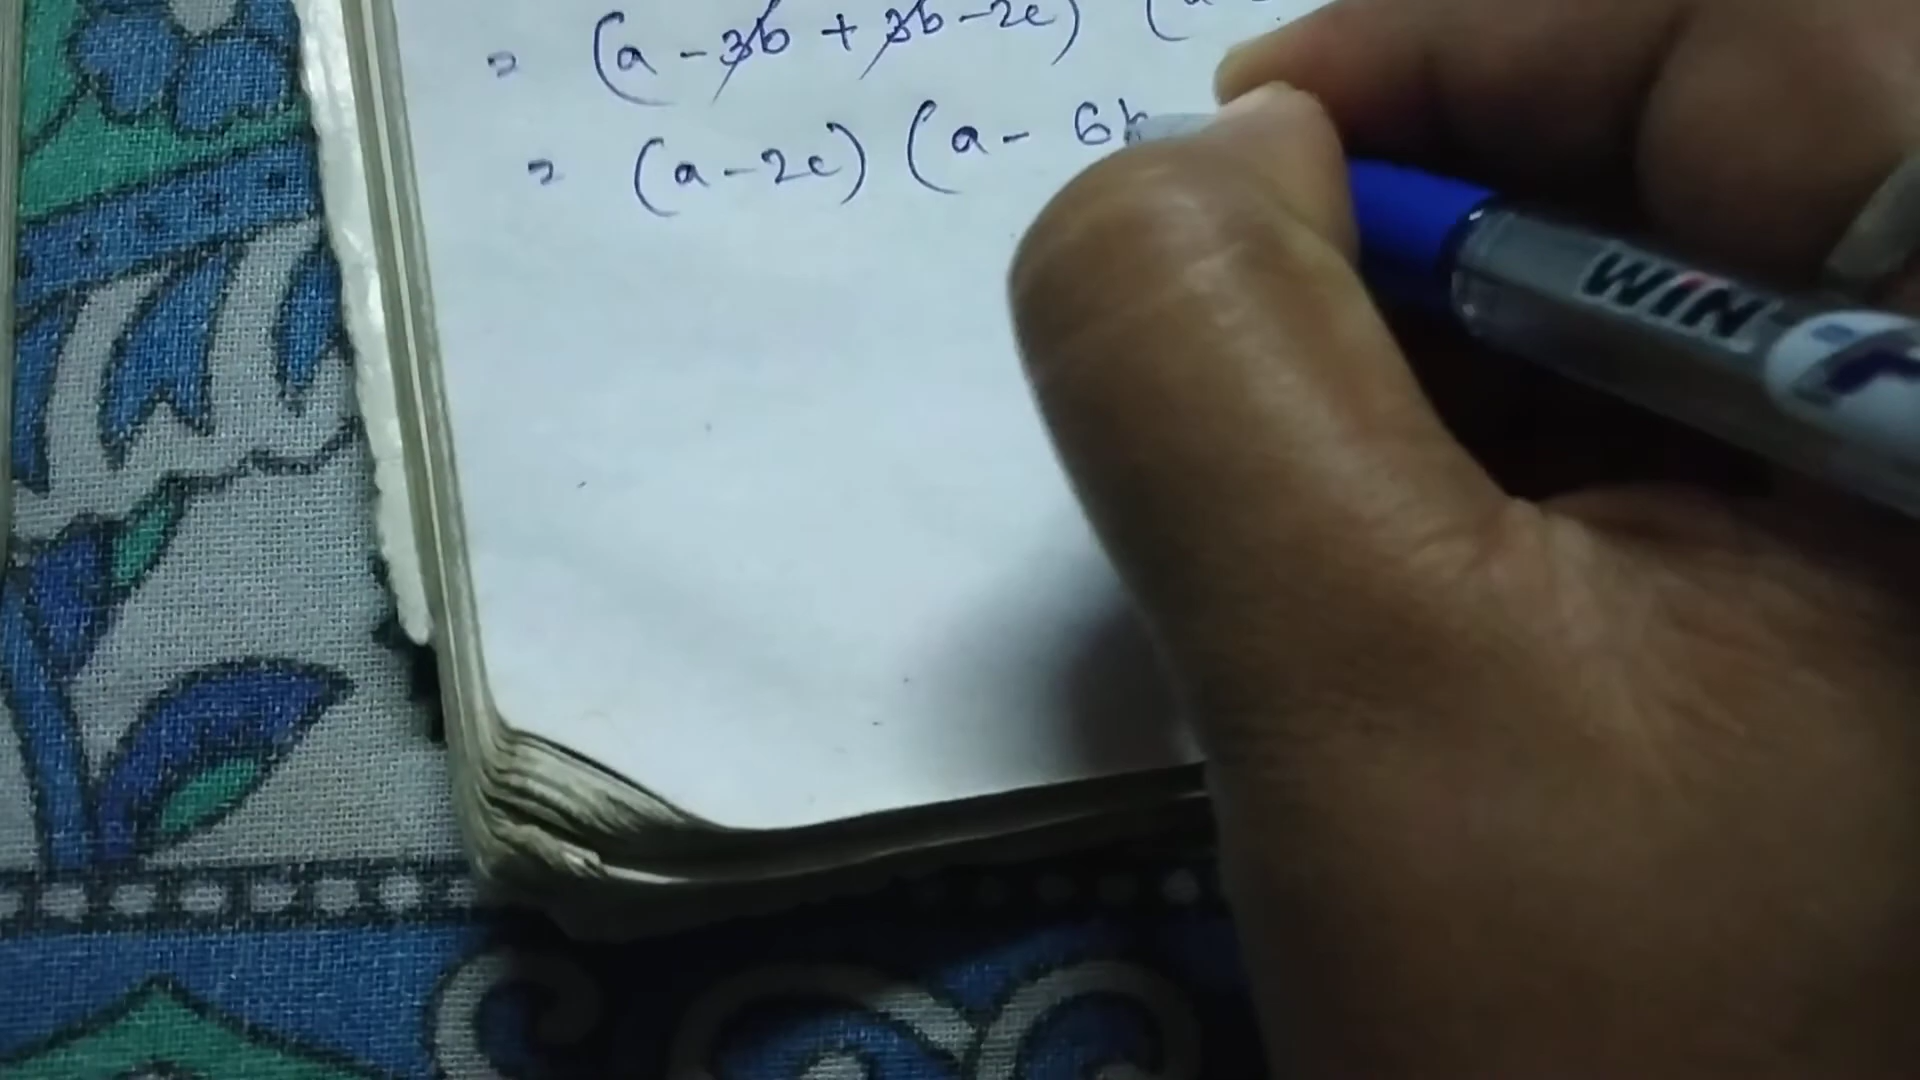 = (a - 3b + 3b - 2c) (a
= (a - 2c) (a - 6b
WIN